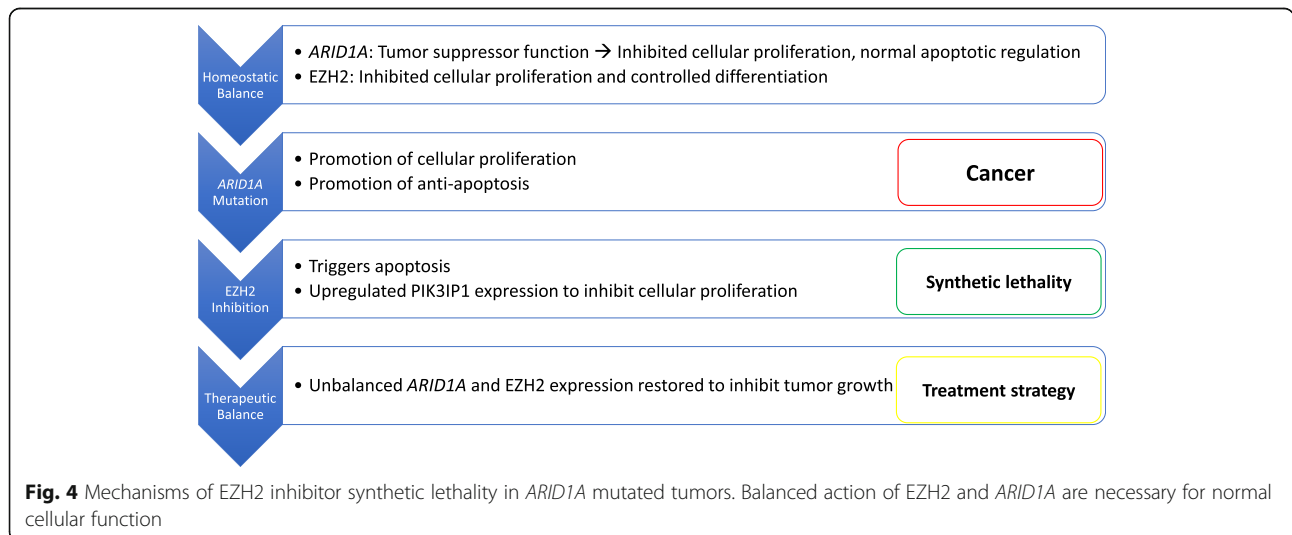 Homeostatic
Balance
• ARID1A: Tumor suppressor function → Inhibited cellular proliferation, normal apoptotic regulation
• EZH2: Inhibited cellular proliferation and controlled differentiation
ARID1A
Mutation
• Promotion of cellular proliferation
• Promotion of anti-apoptosis
Cancer
EZH2
Inhibition
• Triggers apoptosis
• Upregulated PIK3IP1 expression to inhibit cellular proliferation
Synthetic lethality
Therapeutic
Balance
• Unbalanced ARID1A and EZH2 expression restored to inhibit tumor growth
Treatment strategy
Fig. 4 Mechanisms of EZH2 inhibitor synthetic lethality in ARID1A mutated tumors. Balanced action of EZH2 and ARID1A are necessary for normal
cellular function